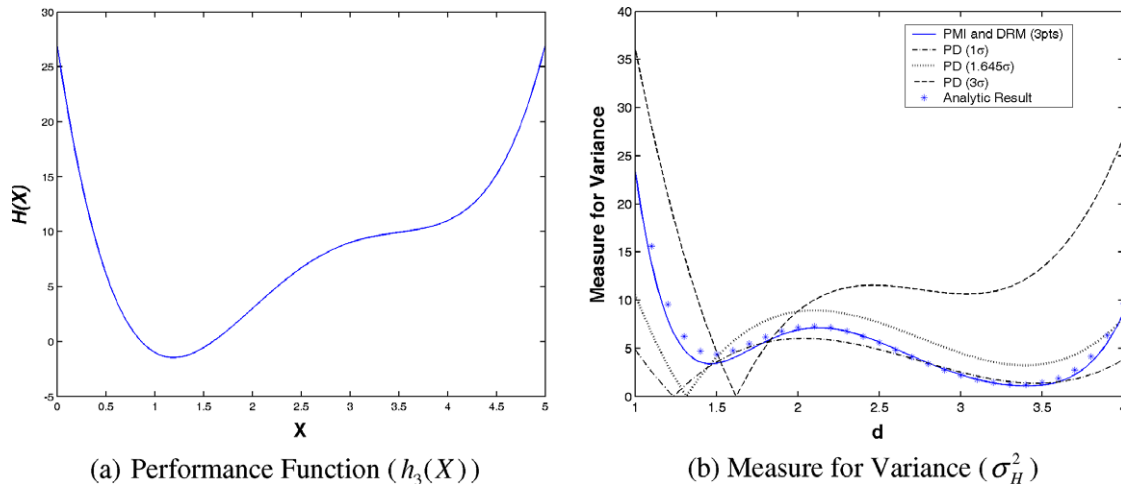 30
25
20
15
10
5
0
-5
H(X)
0 0.5 1 1.5 2 2.5 3 3.5 4 4.5 5
X
(a) Performance Function (h₃(X))
40
35
30
25
20
15
10
5
0
Measure for Variance
PMI and DRM (3pts)
PD (1σ)
PD (1.645σ)
PD (3σ)
Analytic Result
1 1.5 2 2.5 3 3.5 4
d
(b) Measure for Variance (σ²_H)